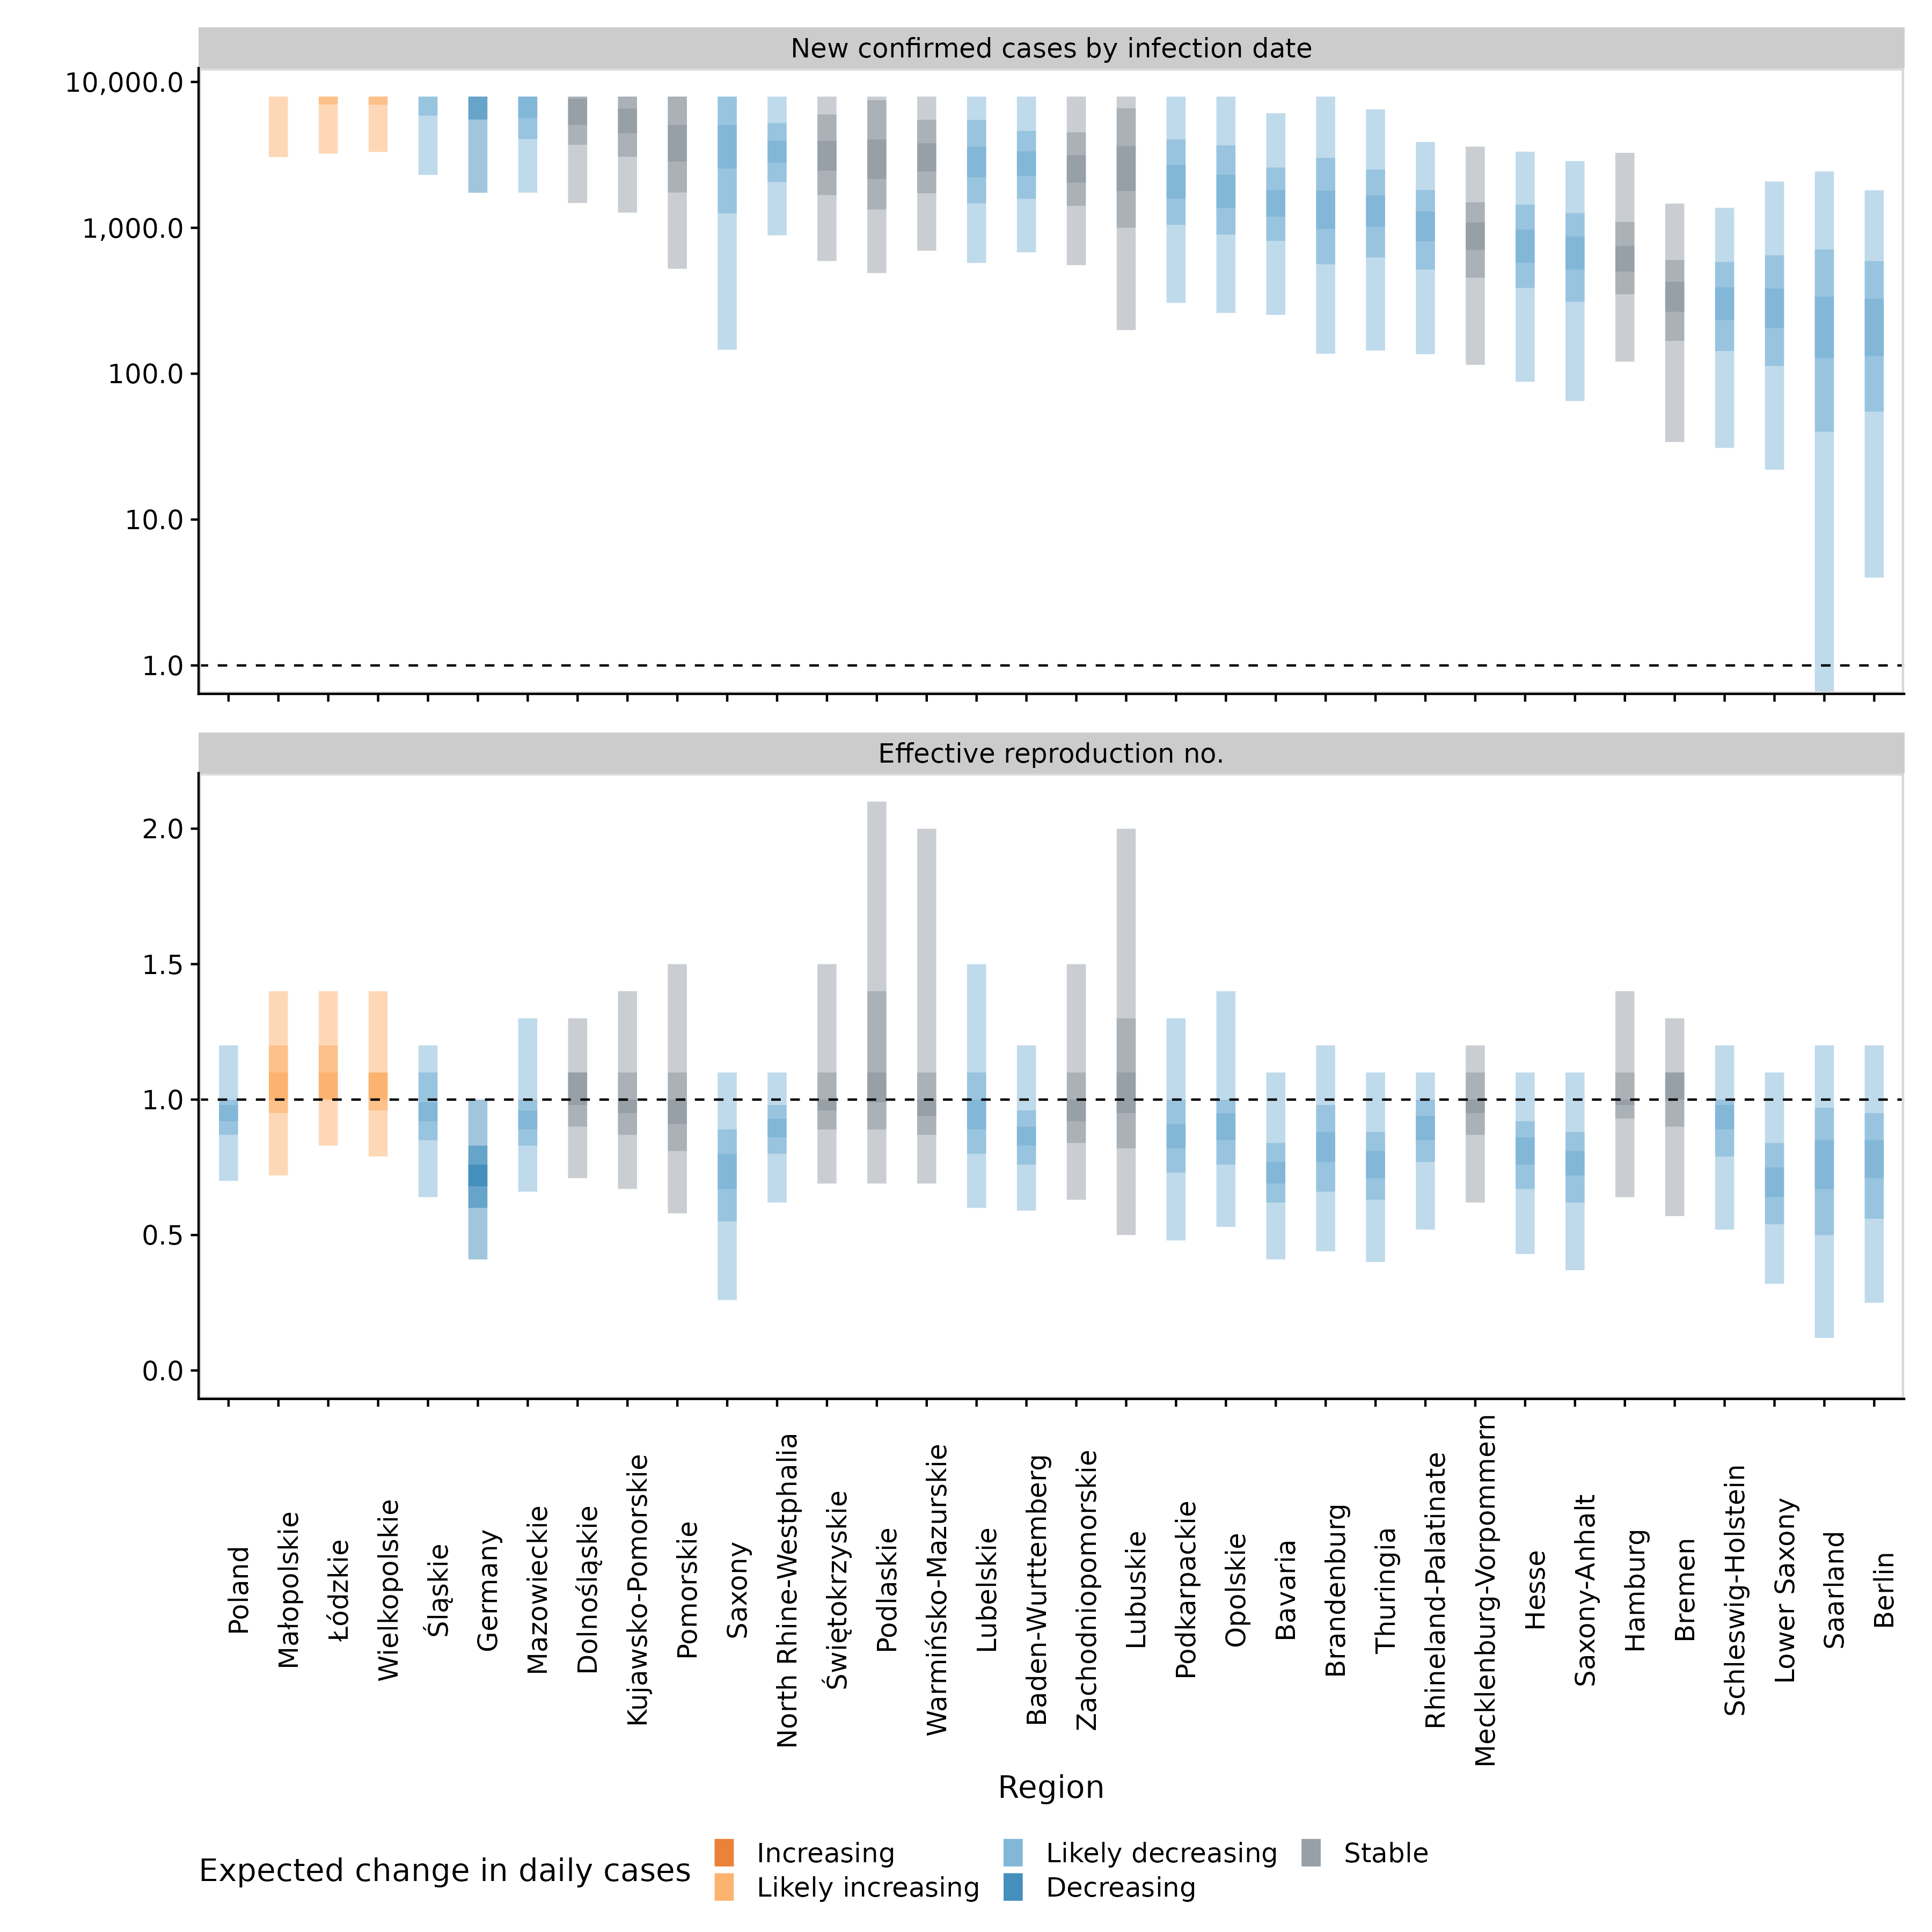 New confirmed cases by infection date
10,000.0
1,000.0
100.0
10.0
1.0
Effective reproduction no.
2.0
1.5
1.0
0.5
0.0
Poland
Małopolskie
Łódzkie
Wielkopolskie
Śląskie
Germany
Mazowieckie
Dolnośląskie
Kujawsko-Pomorskie
Pomorskie
Saxony
North Rhine-Westphalia
Świętokrzyskie
Podlaskie
Warmińsko-Mazurskie
Lubelskie
Baden-Wurttemberg
Zachodniopomorskie
Lubuskie
Podkarpackie
Opolskie
Bavaria
Brandenburg
Thuringia
Rhineland-Palatinate
Mecklenburg-Vorpommern
Hesse
Saxony-Anhalt
Hamburg
Bremen
Schleswig-Holstein
Lower Saxony
Saarland
Berlin
Region
Expected change in daily cases
Increasing
Likely increasing
Likely decreasing
Decreasing
Stable